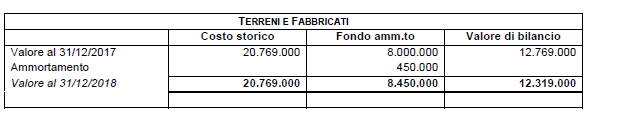 TERRENI E FABBRICATI
Costo storico Fondo amm.to Valore di bilancio
Valore al 31/12/2017 20.769.000 8.000.000 12.769.000
Ammortamento 450.000
Valore al 31/12/2018 20.769.000 8.450.000 12.319.000